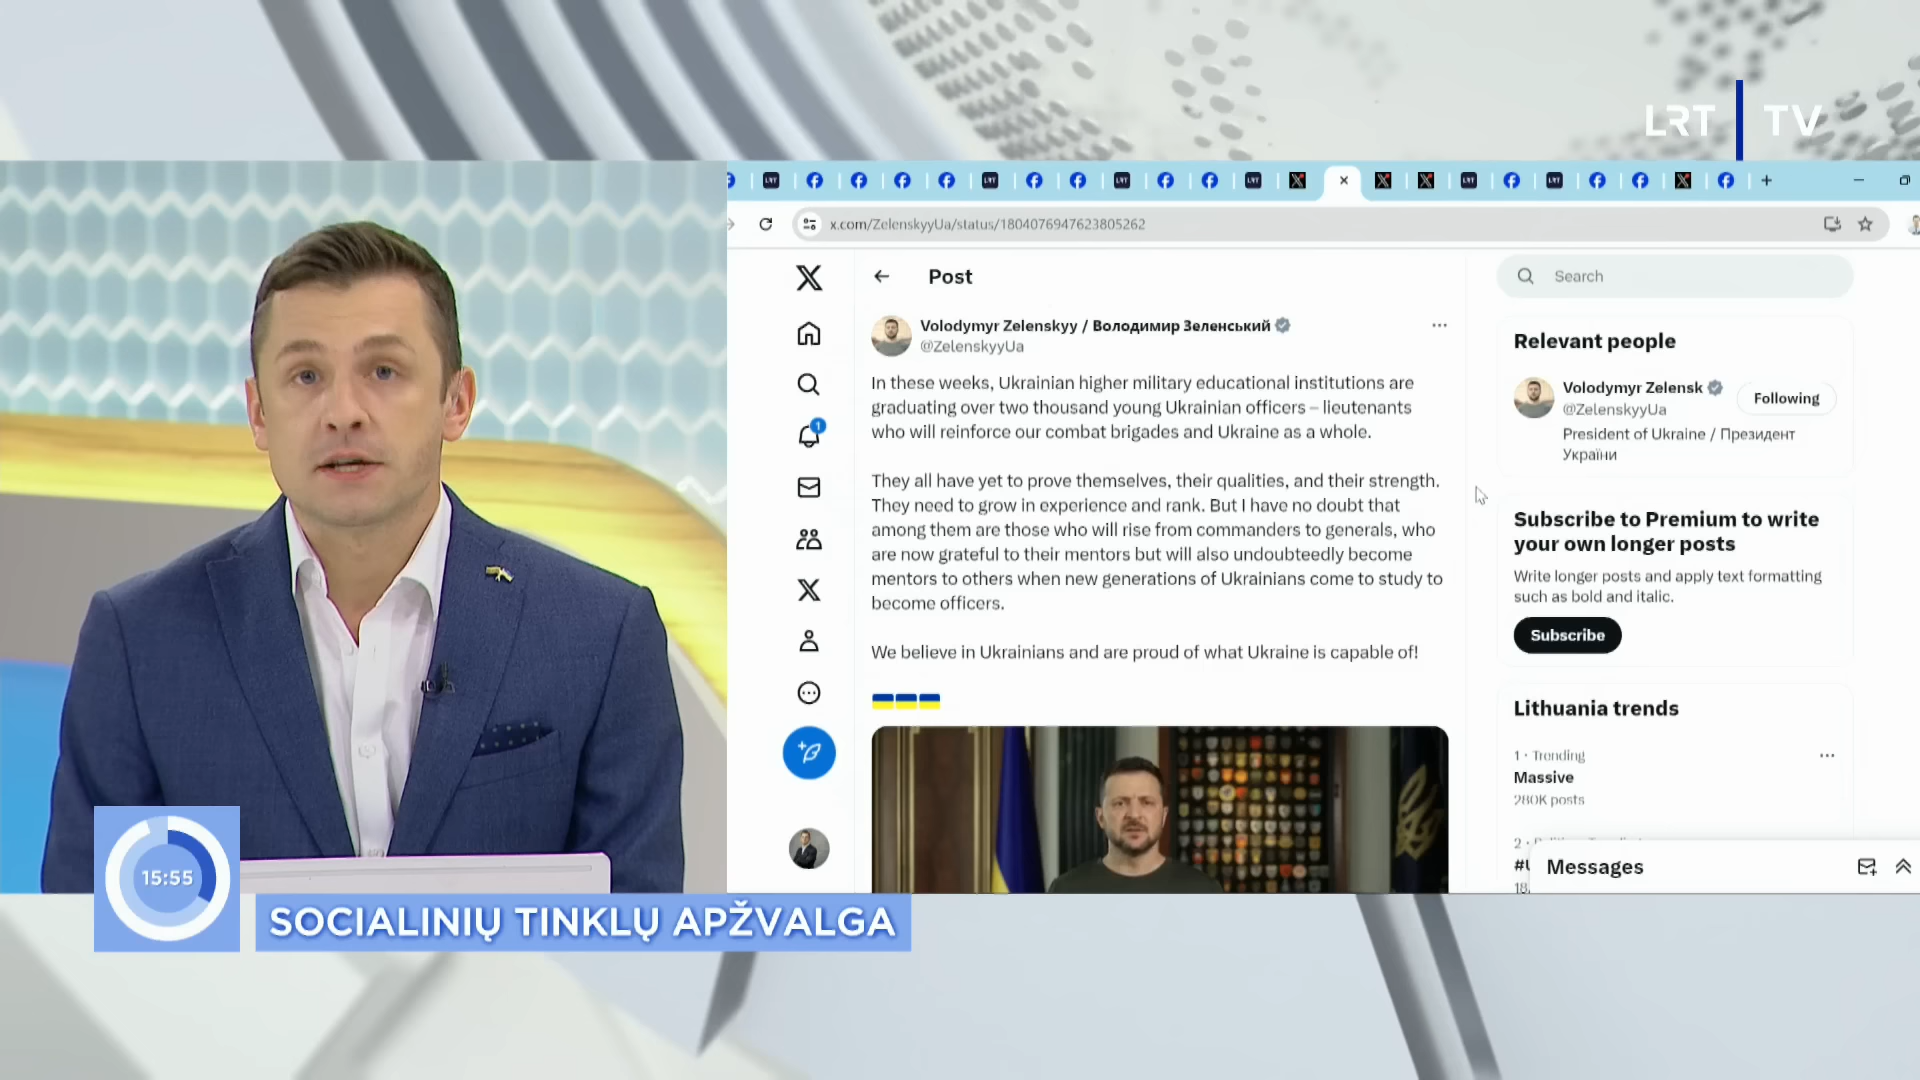 LRT TV
x.com/ZelenskyyUa/status/1804076947623805262
Post
Volodymyr Zelenskyy / Володимир Зеленський
@ZelenskyyUa
In these weeks, Ukrainian higher military educational institutions are
graduating over two thousand young Ukrainian officers – lieutenants
who will reinforce our combat brigades and Ukraine as a whole.
They all have yet to prove themselves, their qualities, and their strength.
They need to grow in experience and rank. But I have no doubt that
among them are those who will rise from commanders to generals, who
are now grateful to their mentors but will also undoubteedly become
mentors to others when new generations of Ukrainians come to study to
become officers.
We believe in Ukrainians and are proud of what Ukraine is capable of!
Search
Relevant people
Volodymyr Zelensk
@ZelenskyyUa
Following
President of Ukraine / Президент
України
Subscribe to Premium to write
your own longer posts
Write longer posts and apply text formatting
such as bold and italic.
Subscribe
Lithuania trends
1 · Trending
Massive
280K posts
2 ·
Messages
1
15:55
SOCIALINIŲ TINKLŲ APŽVALGA